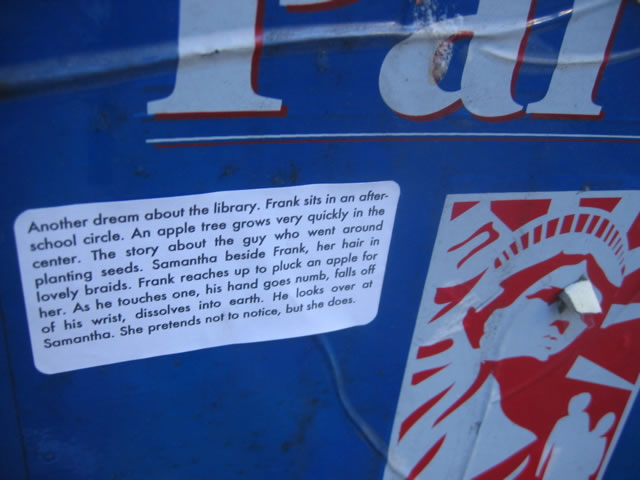 Par
Another dream about the library. Frank sits in an after-
school circle. An apple tree grows very quickly in the
center. The story about the guy who went around
planting seeds. Samantha beside Frank, her hair in
lovely braids. Frank reaches up to pluck an apple for
her. As he touches one, his hand goes numb, falls off
of his wrist, dissolves into earth. He looks over at
Samantha. She pretends not to notice, but she does.